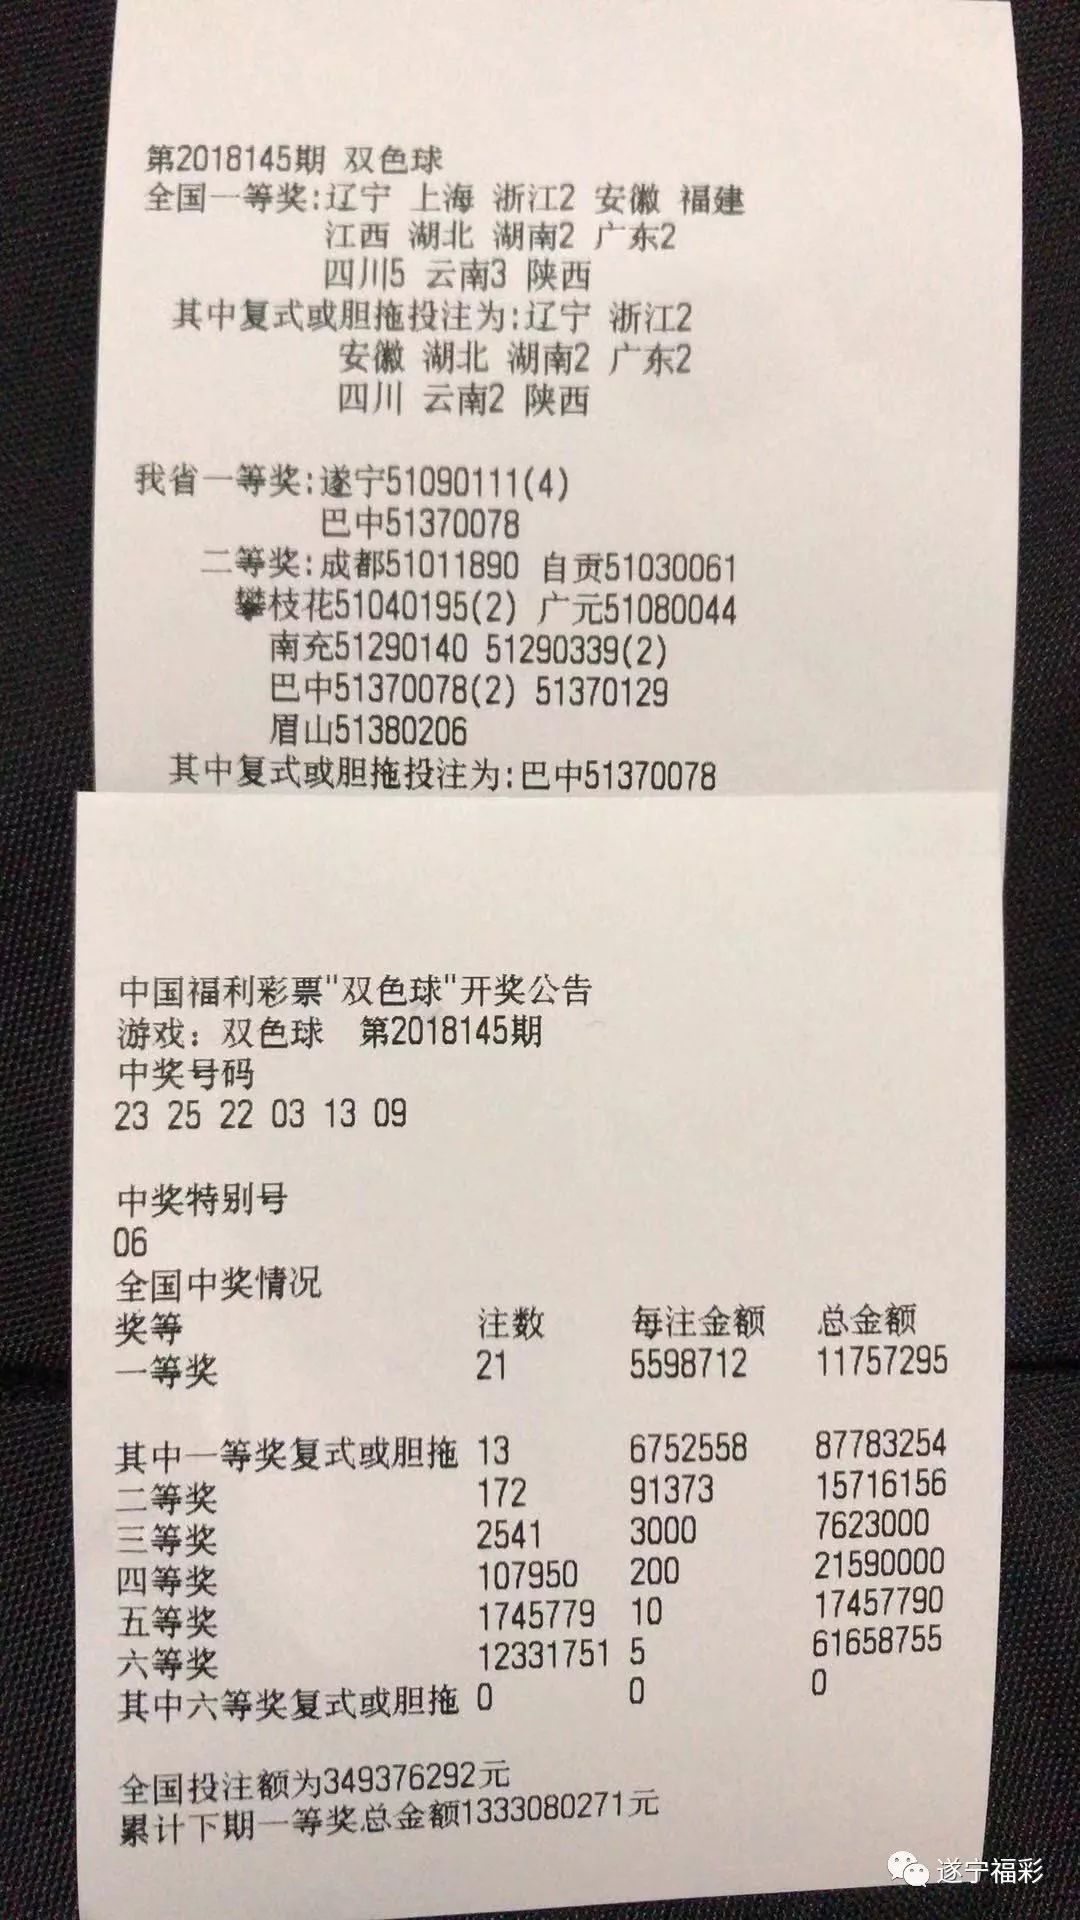 第2018145期 双色球
全国一等奖:辽宁 上海 浙江2 安徽 福建
江西 湖北 湖南2 广东2
四川5 云南3 陕西
其中复式或胆拖投注为:辽宁 浙江2
安徽 湖北 湖南2 广东2
四川 云南2 陕西
我省一等奖:遂宁51090111(4)
巴中51370078
二等奖:成都51011890 自贡51030061
攀枝花51040195(2) 广元51080044
南充51290140 51290339(2)
巴中51370078(2) 51370129
眉山51380206
其中复式或胆拖投注为:巴中51370078
中国福利彩票"双色球"开奖公告
游戏: 双色球 第2018145期
中奖号码
23 25 22 03 13 09
中奖特别号
06
全国中奖情况
奖等 注数 每注金额 总金额
一等奖 21 5598712 11757295
其中一等奖复式或胆拖 13 6752558 87783254
二等奖 172 91373 15716156
三等奖 2541 3000 7623000
四等奖 107950 200 21590000
五等奖 1745779 10 17457790
六等奖 12331751 5 61658755
其中六等奖复式或胆拖 0 0 0
全国投注额为349376292元
累计下期一等奖总金额1333080271元
遂宁福彩